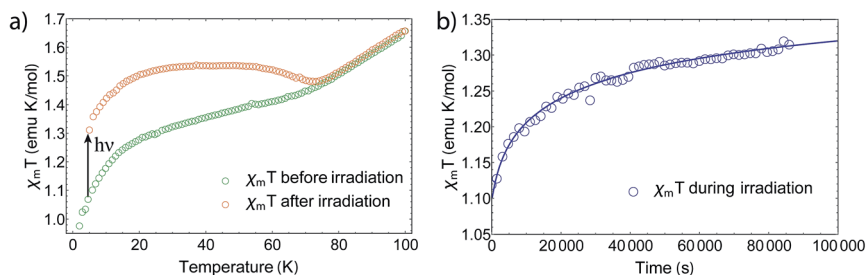 a)
χmT (emu K/mol)
1.7
1.6
1.5
1.4
1.3
1.2
1.1
1.0
hν
χmT before irradiation
χmT after irradiation
0 20 40 60 80 100
Temperature (K)
b)
χmT (emu K/mol)
1.35
1.30
1.25
1.20
1.15
1.10
1.05
χmT during irradiation
0 20 000 40 000 60 000 80 000 100 000
Time (s)